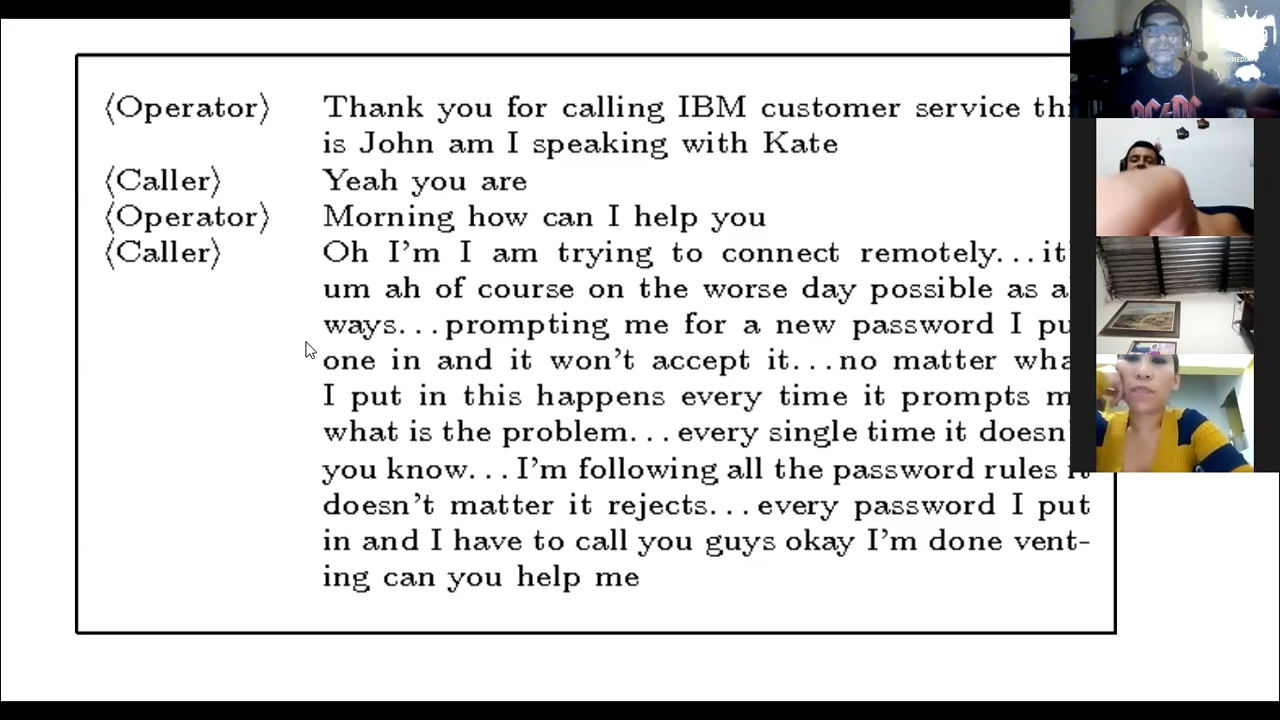 ⟨Operator⟩ Thank you for calling IBM customer service
is John am I speaking with Kate
⟨Caller⟩ Yeah you are
⟨Operator⟩ Morning how can I help you
⟨Caller⟩ Oh I'm I am trying to connect remotely...it'
um ah of course on the worse day possible as a
ways...prompting me for a new password I
one in and it won't accept it...no matter
I put in this happens every time it prompts
what is the problem...every single time it
you know...I'm following all the password rules
doesn't matter it rejects...every password I put
in and I have to call you guys okay I'm done vent-
ing can you help me
AC/DC